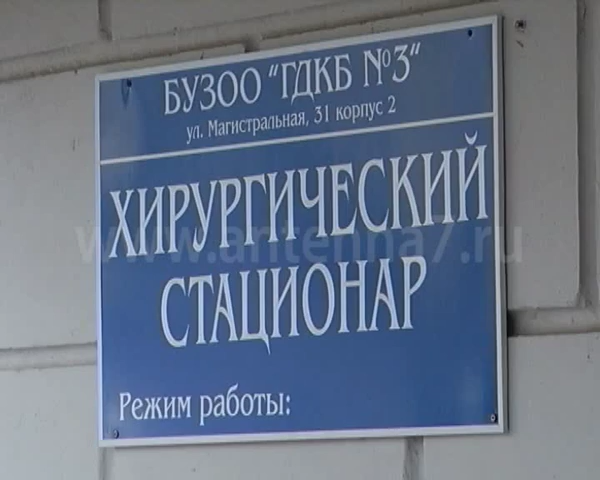 БУЗОО "ГДКБ №3"
ул. Магистральная, 31 корпус 2
ХИРУРГИЧЕСКИЙ
www.antenna7.ru
СТАЦИОНАР
Режим работы: